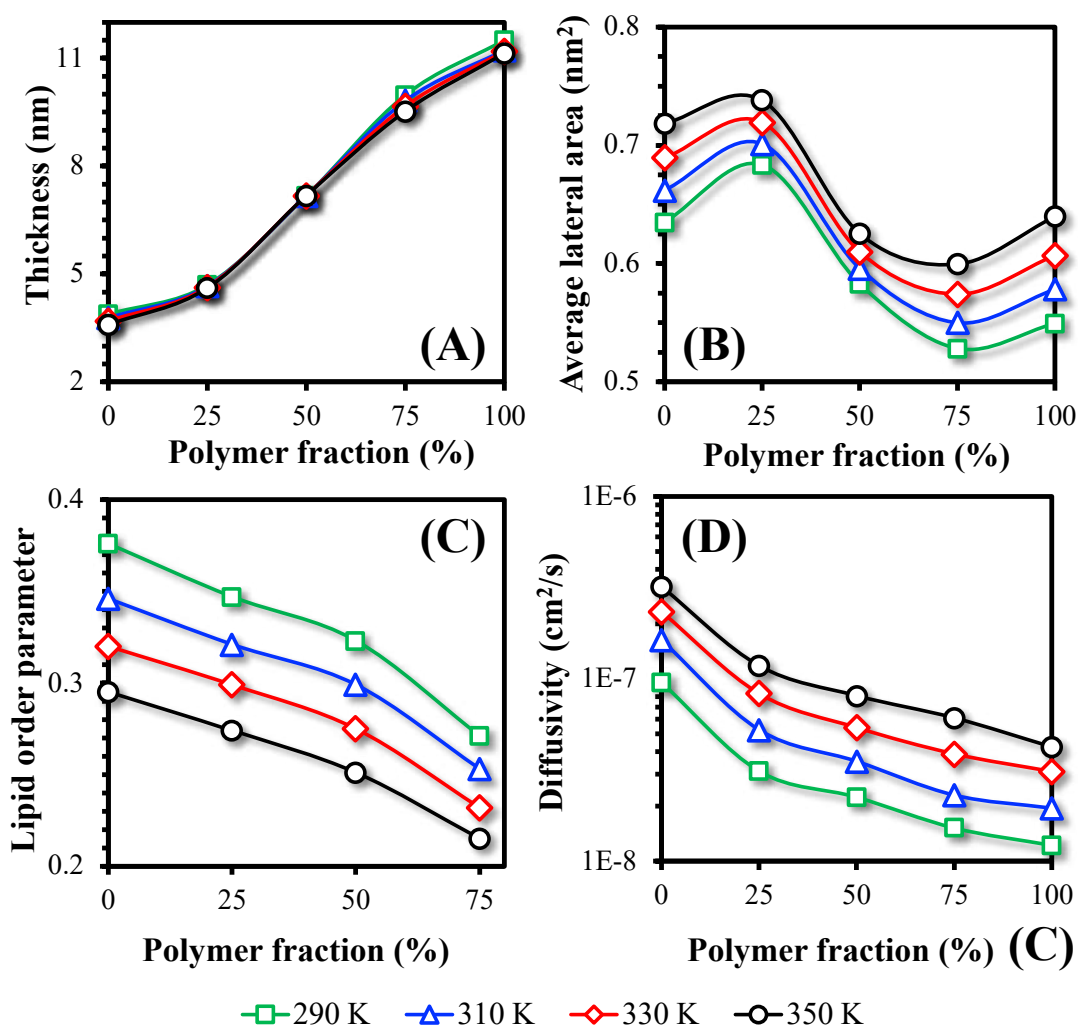 11
8
5
2
Thickness (nm)
(A)
0 25 50 75 100
Polymer fraction (%)
0.8
0.7
0.6
0.5
Average lateral area (nm²)
(B)
0 25 50 75 100
Polymer fraction (%)
0.4
0.3
0.2
Lipid order parameter
(C)
0 25 50 75
Polymer fraction (%)
1E-6
1E-7
1E-8
Diffusivity (cm²/s)
(D)
0 25 50 75 100
Polymer fraction (%) (C)
290 K 310 K 330 K 350 K